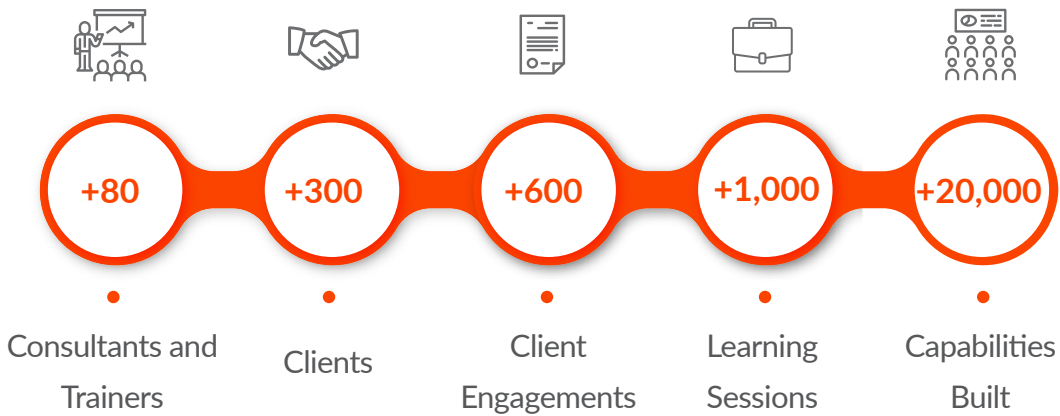 +80
+300
+600
+1,000
+20,000
Consultants and
Trainers
Clients
Client
Engagements
Learning
Sessions
Capabilities
Built